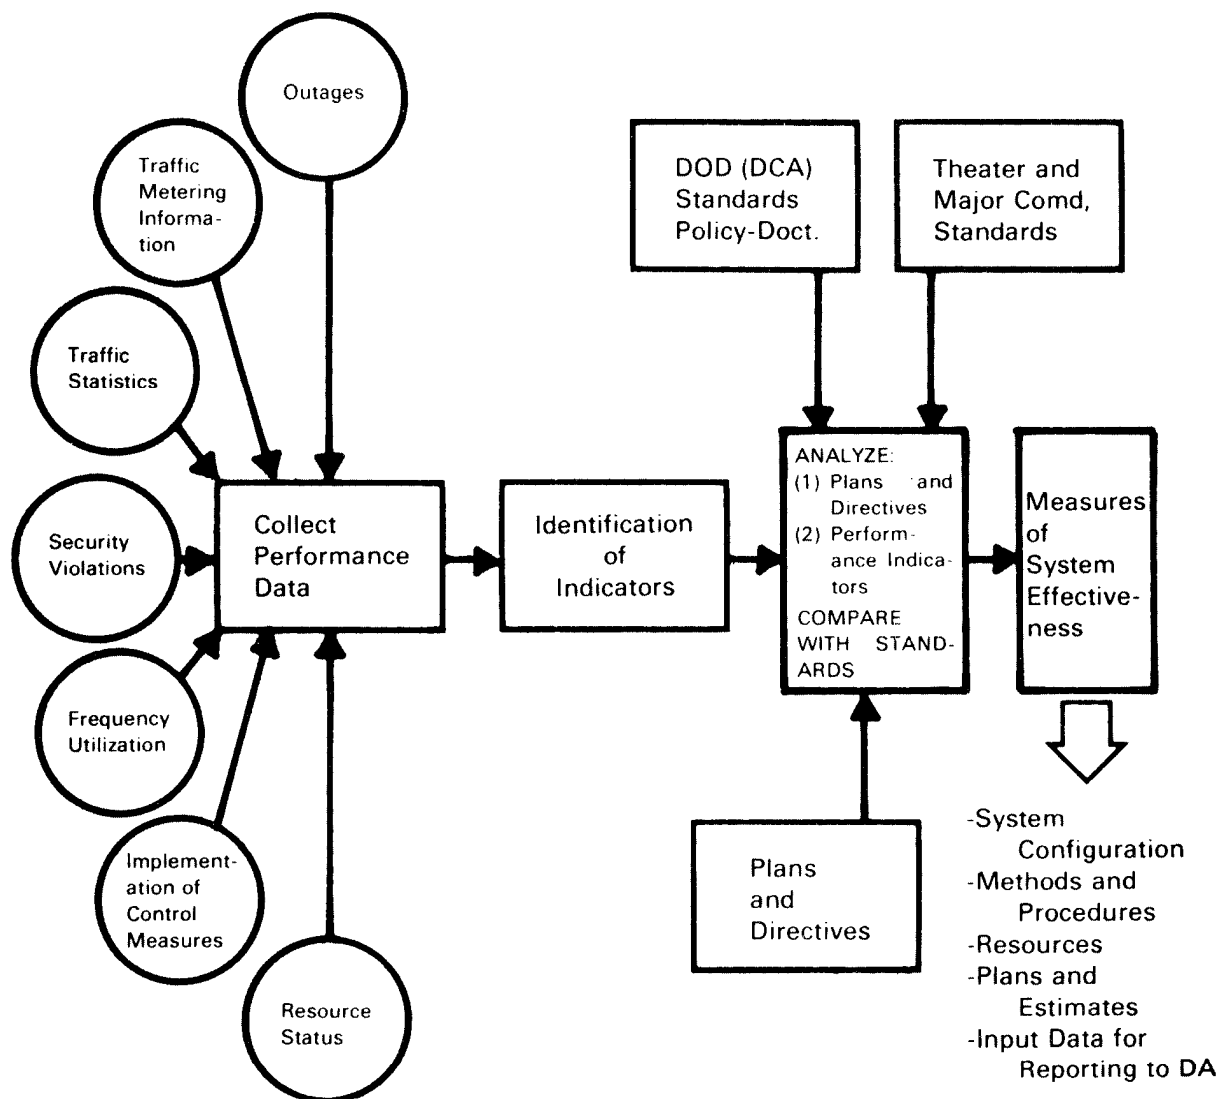 Outages
Traffic
Metering
Informa-
tion
Traffic
Statistics
Security
Violations
Frequency
Utilization
Implement-
ation of
Control
Measures
Resource
Status
Collect
Performance
Data
Identification
of
Indicators
DOD (DCA)
Standards
Policy-Doct.
Theater and
Major Comd,
Standards
ANALYZE:
(1) Plans and
Directives
(2) Perform-
ance Indica-
tors
COMPARE
WITH STAND-
ARDS
Plans
and
Directives
Measures
of
System
Effective-
ness
-System
Configuration
-Methods and
Procedures
-Resources
-Plans and
Estimates
-Input Data for
Reporting to DA